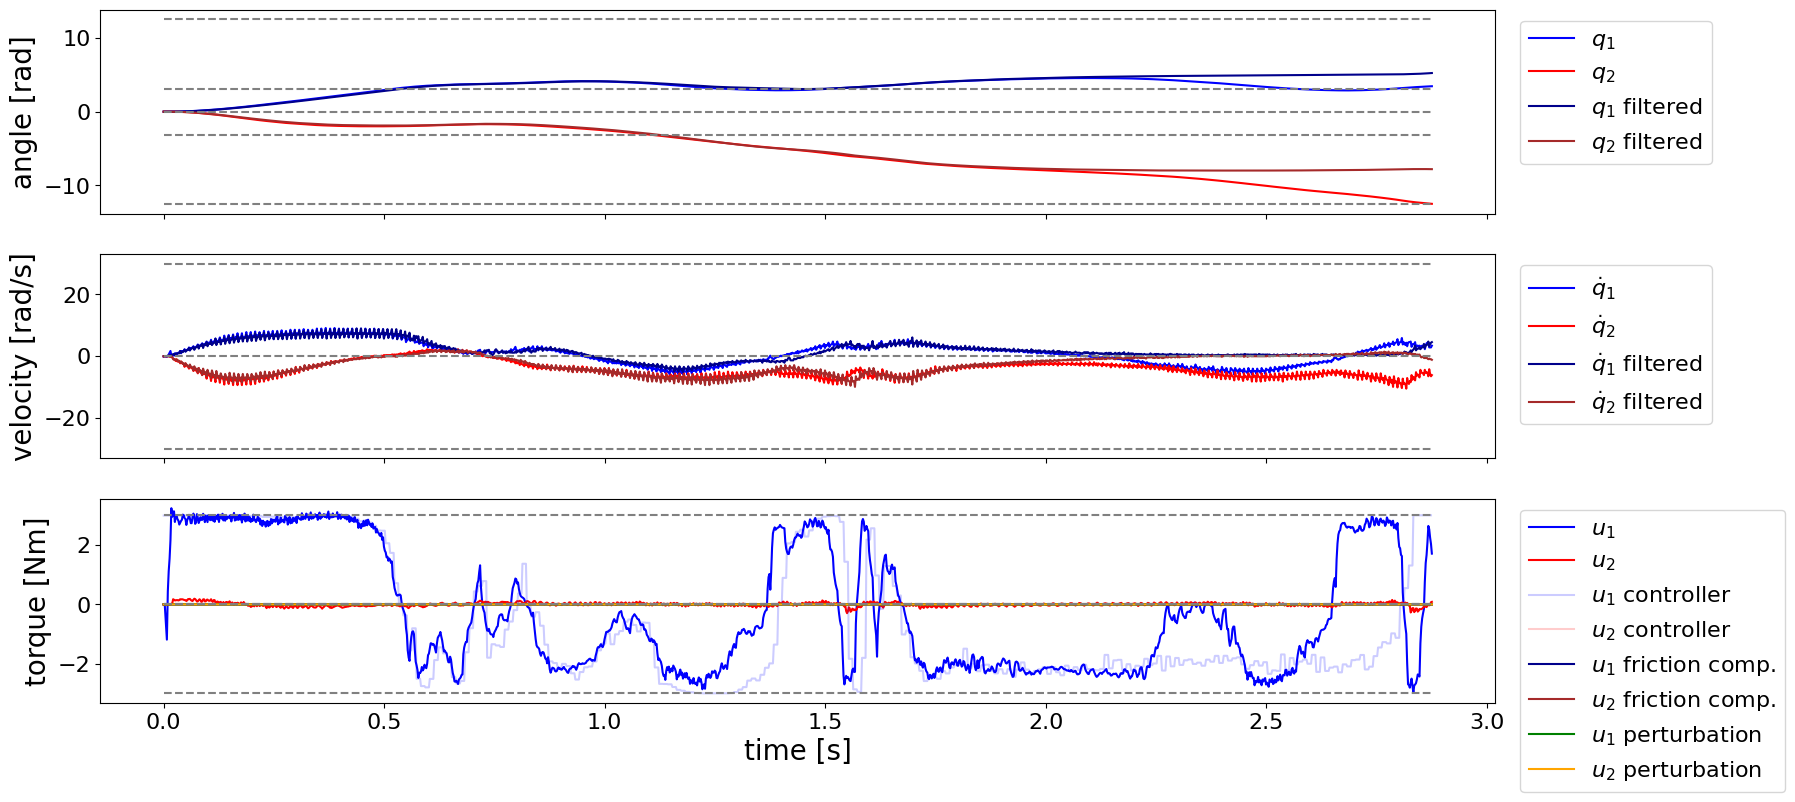 angle [rad]
10
0
−10
q₁
q₂
q₁ filtered
q₂ filtered
velocity [rad/s]
20
0
−20
q̇₁
q̇₂
q̇₁ filtered
q̇₂ filtered
torque [Nm]
2
0
−2
0.0
0.5
1.0
1.5
2.0
2.5
3.0
time [s]
u₁
u₂
u₁ controller
u₂ controller
u₁ friction comp.
u₂ friction comp.
u₁ perturbation
u₂ perturbation